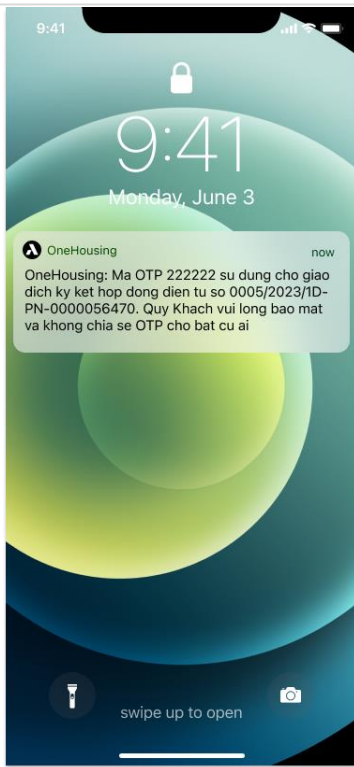 9:41
9:41
Monday, June 3
OneHousing
now
OneHousing: Ma OTP 222222 su dung cho giao
dich ky ket hop dong dien tu so 0005/2023/1D-
PN-0000056470. Quy Khach vui long bao mat
va khong chia se OTP cho bat cu ai
swipe up to open